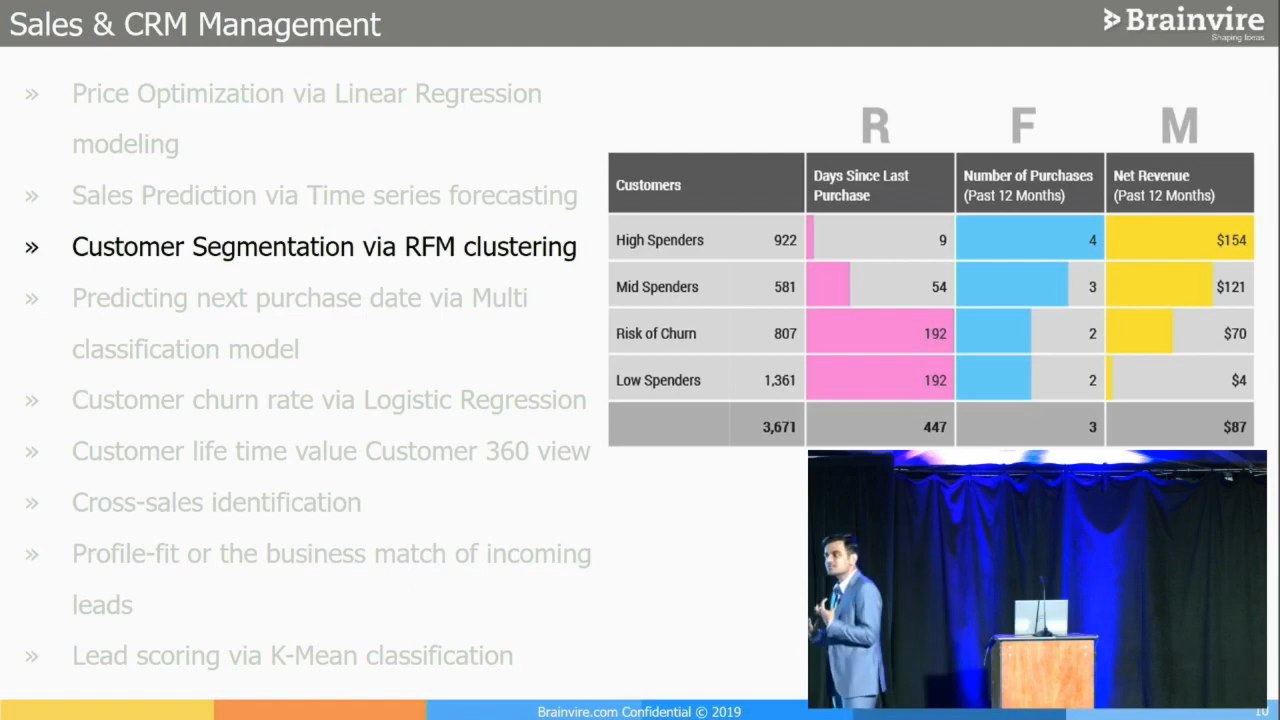 Sales & CRM Management
Brainvire
Shaping Ideas
» Price Optimization via Linear Regression
modeling
» Sales Prediction via Time series forecasting
» Customer Segmentation via RFM clustering
» Predicting next purchase date via Multi
classification model
» Customer churn rate via Logistic Regression
» Customer life time value Customer 360 view
» Cross-sales identification
» Profile-fit or the business match of incoming
leads
» Lead scoring via K-Mean classification
R F M
Customers Days Since Last Purchase Number of Purchases (Past 12 Months) Net Revenue (Past 12 Months)
High Spenders 922 9 4 $154
Mid Spenders 581 54 3 $121
Risk of Churn 807 192 2 $70
Low Spenders 1,361 192 2 $4
3,671 447 3 $87
Brainvire.com Confidential © 2019
10